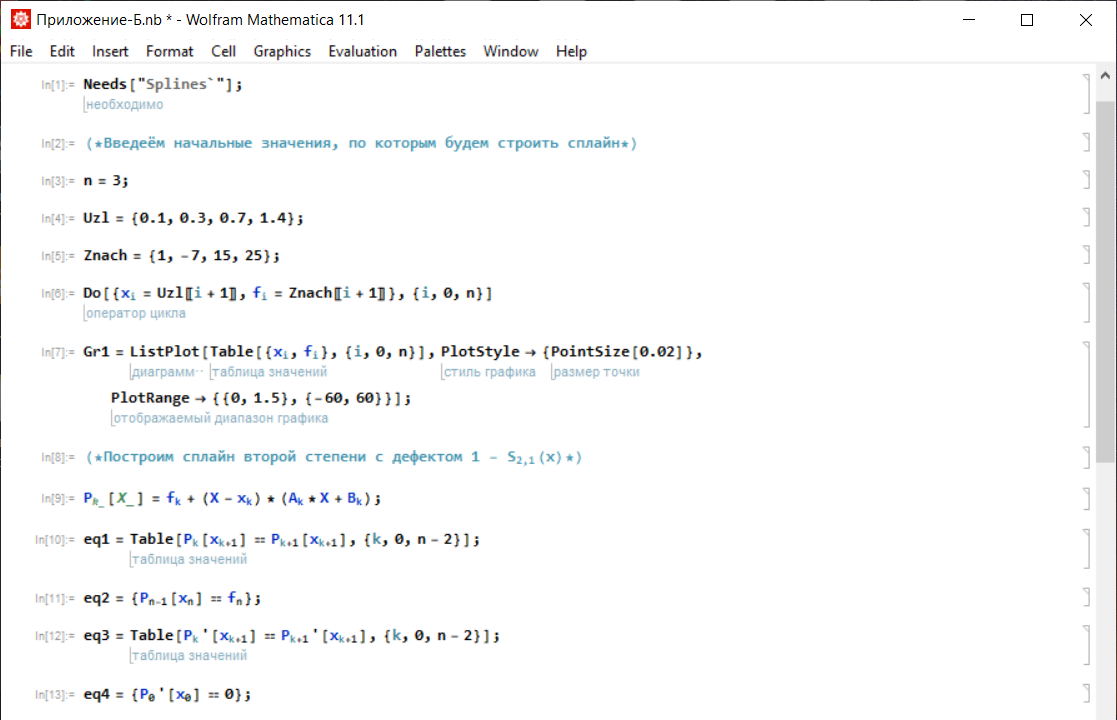 Приложение-Б.nb * - Wolfram Mathematica 11.1
File Edit Insert Format Cell Graphics Evaluation Palettes Window Help
In[1]:= Needs["Splines`"];
необходимо
In[2]:= (*Введеём начальные значения, по которым будем строить сплайн*)
In[3]:= n = 3;
In[4]:= Uzl = {0.1, 0.3, 0.7, 1.4};
In[5]:= Znach = {1, -7, 15, 25};
In[6]:= Do[{xᵢ = Uzl〚i + 1〛, fᵢ = Znach〚i + 1〛}, {i, 0, n}]
оператор цикла
In[7]:= Gr1 = ListPlot[Table[{xᵢ, fᵢ}, {i, 0, n}], PlotStyle → {PointSize[0.02]},
диаграмм·· таблица значений стиль графика размер точки
PlotRange → {{0, 1.5}, {-60, 60}}];
отображаемый диапазон графика
In[8]:= (*Построим сплайн второй степени с дефектом 1 - S₂,₁(x)*)
In[9]:= Pₖ_[X_] = fₖ + (X - xₖ) * (Aₖ * X + Bₖ);
In[10]:= eq1 = Table[Pₖ[xₖ₊₁] == Pₖ₊₁[xₖ₊₁], {k, 0, n - 2}];
таблица значений
In[11]:= eq2 = {Pₙ₋₁[xₙ] == fₙ};
In[12]:= eq3 = Table[Pₖ'[xₖ₊₁] == Pₖ₊₁'[xₖ₊₁], {k, 0, n - 2}];
таблица значений
In[13]:= eq4 = {P₀'[x₀] == 0};